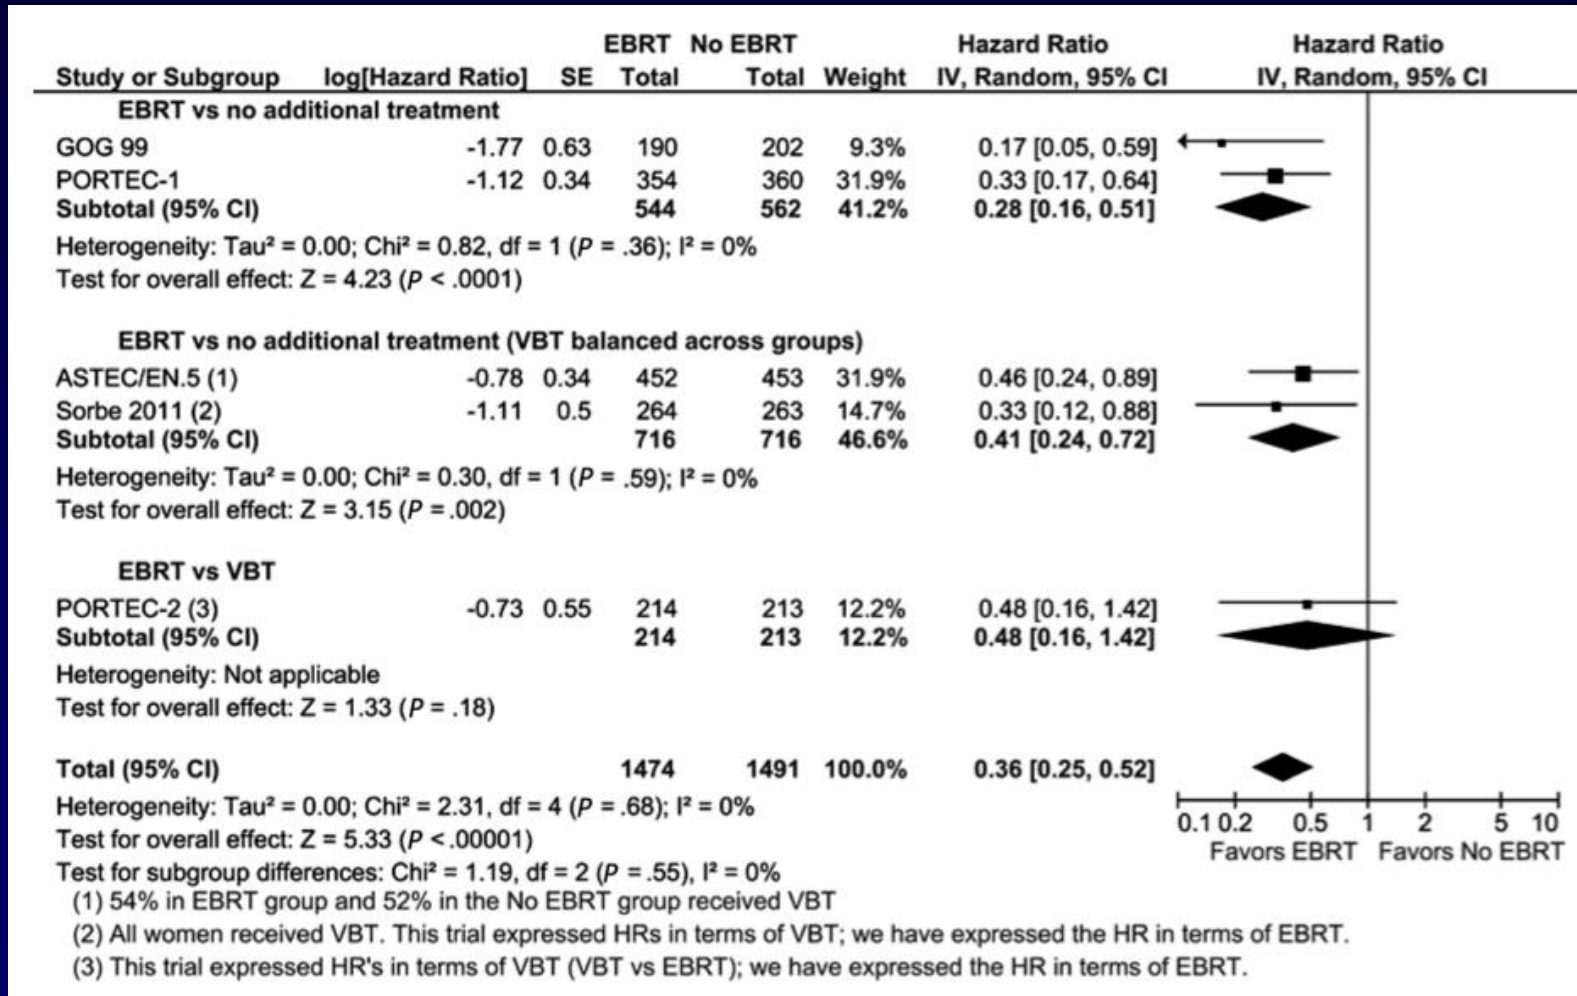 EBRT No EBRT Hazard Ratio Hazard Ratio
Study or Subgroup log[Hazard Ratio] SE Total Total Weight IV, Random, 95% CI IV, Random, 95% CI
EBRT vs no additional treatment
GOG 99 -1.77 0.63 190 202 9.3% 0.17 [0.05, 0.59]
PORTEC-1 -1.12 0.34 354 360 31.9% 0.33 [0.17, 0.64]
Subtotal (95% CI) 544 562 41.2% 0.28 [0.16, 0.51]
Heterogeneity: Tau² = 0.00; Chi² = 0.82, df = 1 (P = .36); I² = 0%
Test for overall effect: Z = 4.23 (P < .0001)
EBRT vs no additional treatment (VBT balanced across groups)
ASTEC/EN.5 (1) -0.78 0.34 452 453 31.9% 0.46 [0.24, 0.89]
Sorbe 2011 (2) -1.11 0.5 264 263 14.7% 0.33 [0.12, 0.88]
Subtotal (95% CI) 716 716 46.6% 0.41 [0.24, 0.72]
Heterogeneity: Tau² = 0.00; Chi² = 0.30, df = 1 (P = .59); I² = 0%
Test for overall effect: Z = 3.15 (P = .002)
EBRT vs VBT
PORTEC-2 (3) -0.73 0.55 214 213 12.2% 0.48 [0.16, 1.42]
Subtotal (95% CI) 214 213 12.2% 0.48 [0.16, 1.42]
Heterogeneity: Not applicable
Test for overall effect: Z = 1.33 (P = .18)
Total (95% CI) 1474 1491 100.0% 0.36 [0.25, 0.52]
Heterogeneity: Tau² = 0.00; Chi² = 2.31, df = 4 (P = .68); I² = 0%
Test for overall effect: Z = 5.33 (P <.00001)
Test for subgroup differences: Chi² = 1.19, df = 2 (P = .55), I² = 0%
0.1 0.2 0.5 1 2 5 10
Favors EBRT Favors No EBRT
(1) 54% in EBRT group and 52% in the No EBRT group received VBT
(2) All women received VBT. This trial expressed HRs in terms of VBT; we have expressed the HR in terms of EBRT.
(3) This trial expressed HR's in terms of VBT (VBT vs EBRT); we have expressed the HR in terms of EBRT.